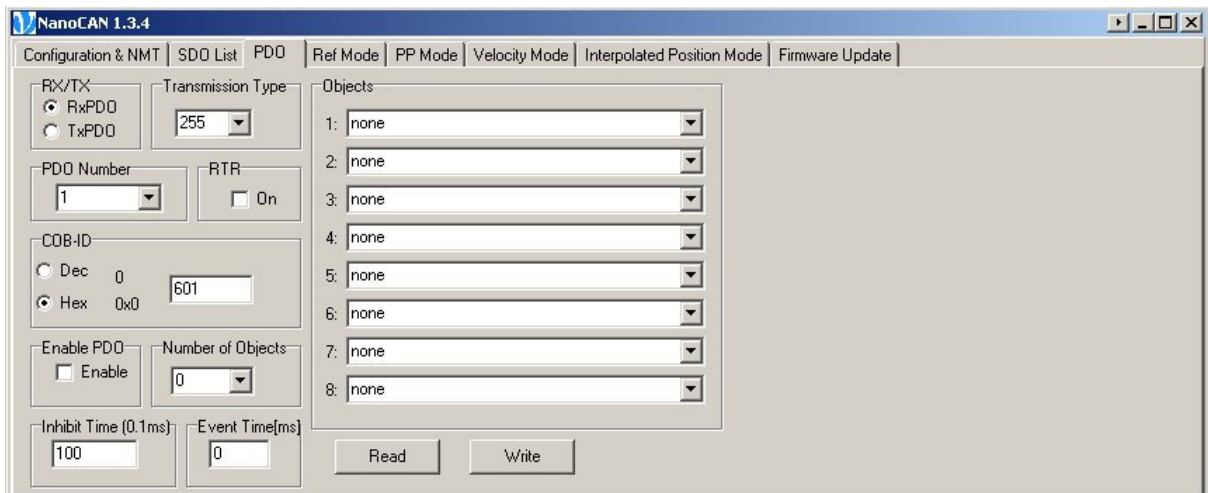 NanoCAN 1.3.4
Configuration & NMT SDO List PDO Ref Mode PP Mode Velocity Mode Interpolated Position Mode Firmware Update
RX/TX
RxPDO
TxPDO
Transmission Type
255
PDO Number
1
RTR
On
COB-ID
Dec 0
Hex 0x0
601
Enable PDO
Enable
Number of Objects
0
Inhibit Time (0.1ms)
100
Event Time[ms]
0
Objects
1: none
2: none
3: none
4: none
5: none
6: none
7: none
8: none
Read Write